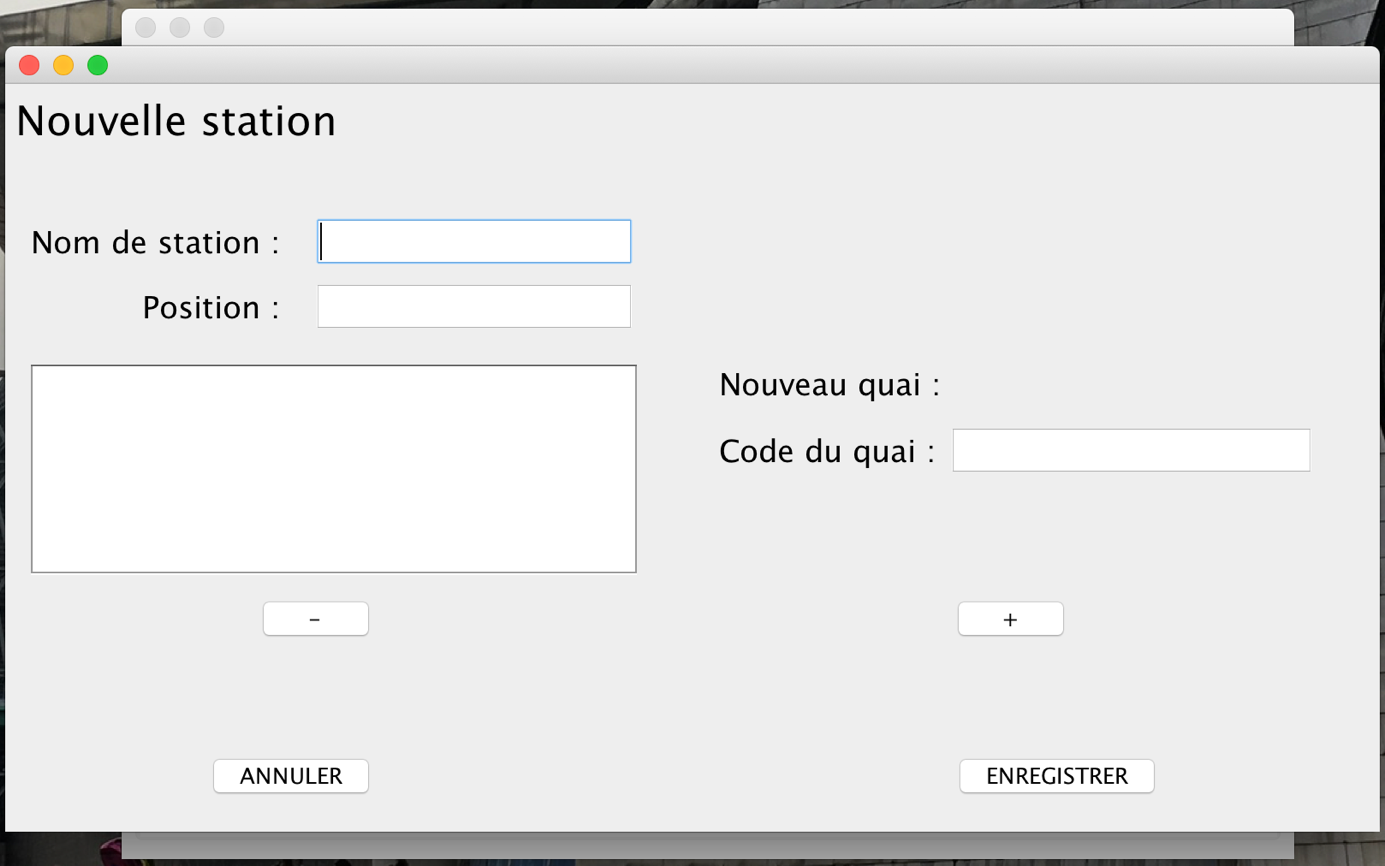 Nouvelle station
Nom de station :
Position :
Nouveau quai :
Code du quai :
-
+
ANNULER
ENREGISTRER